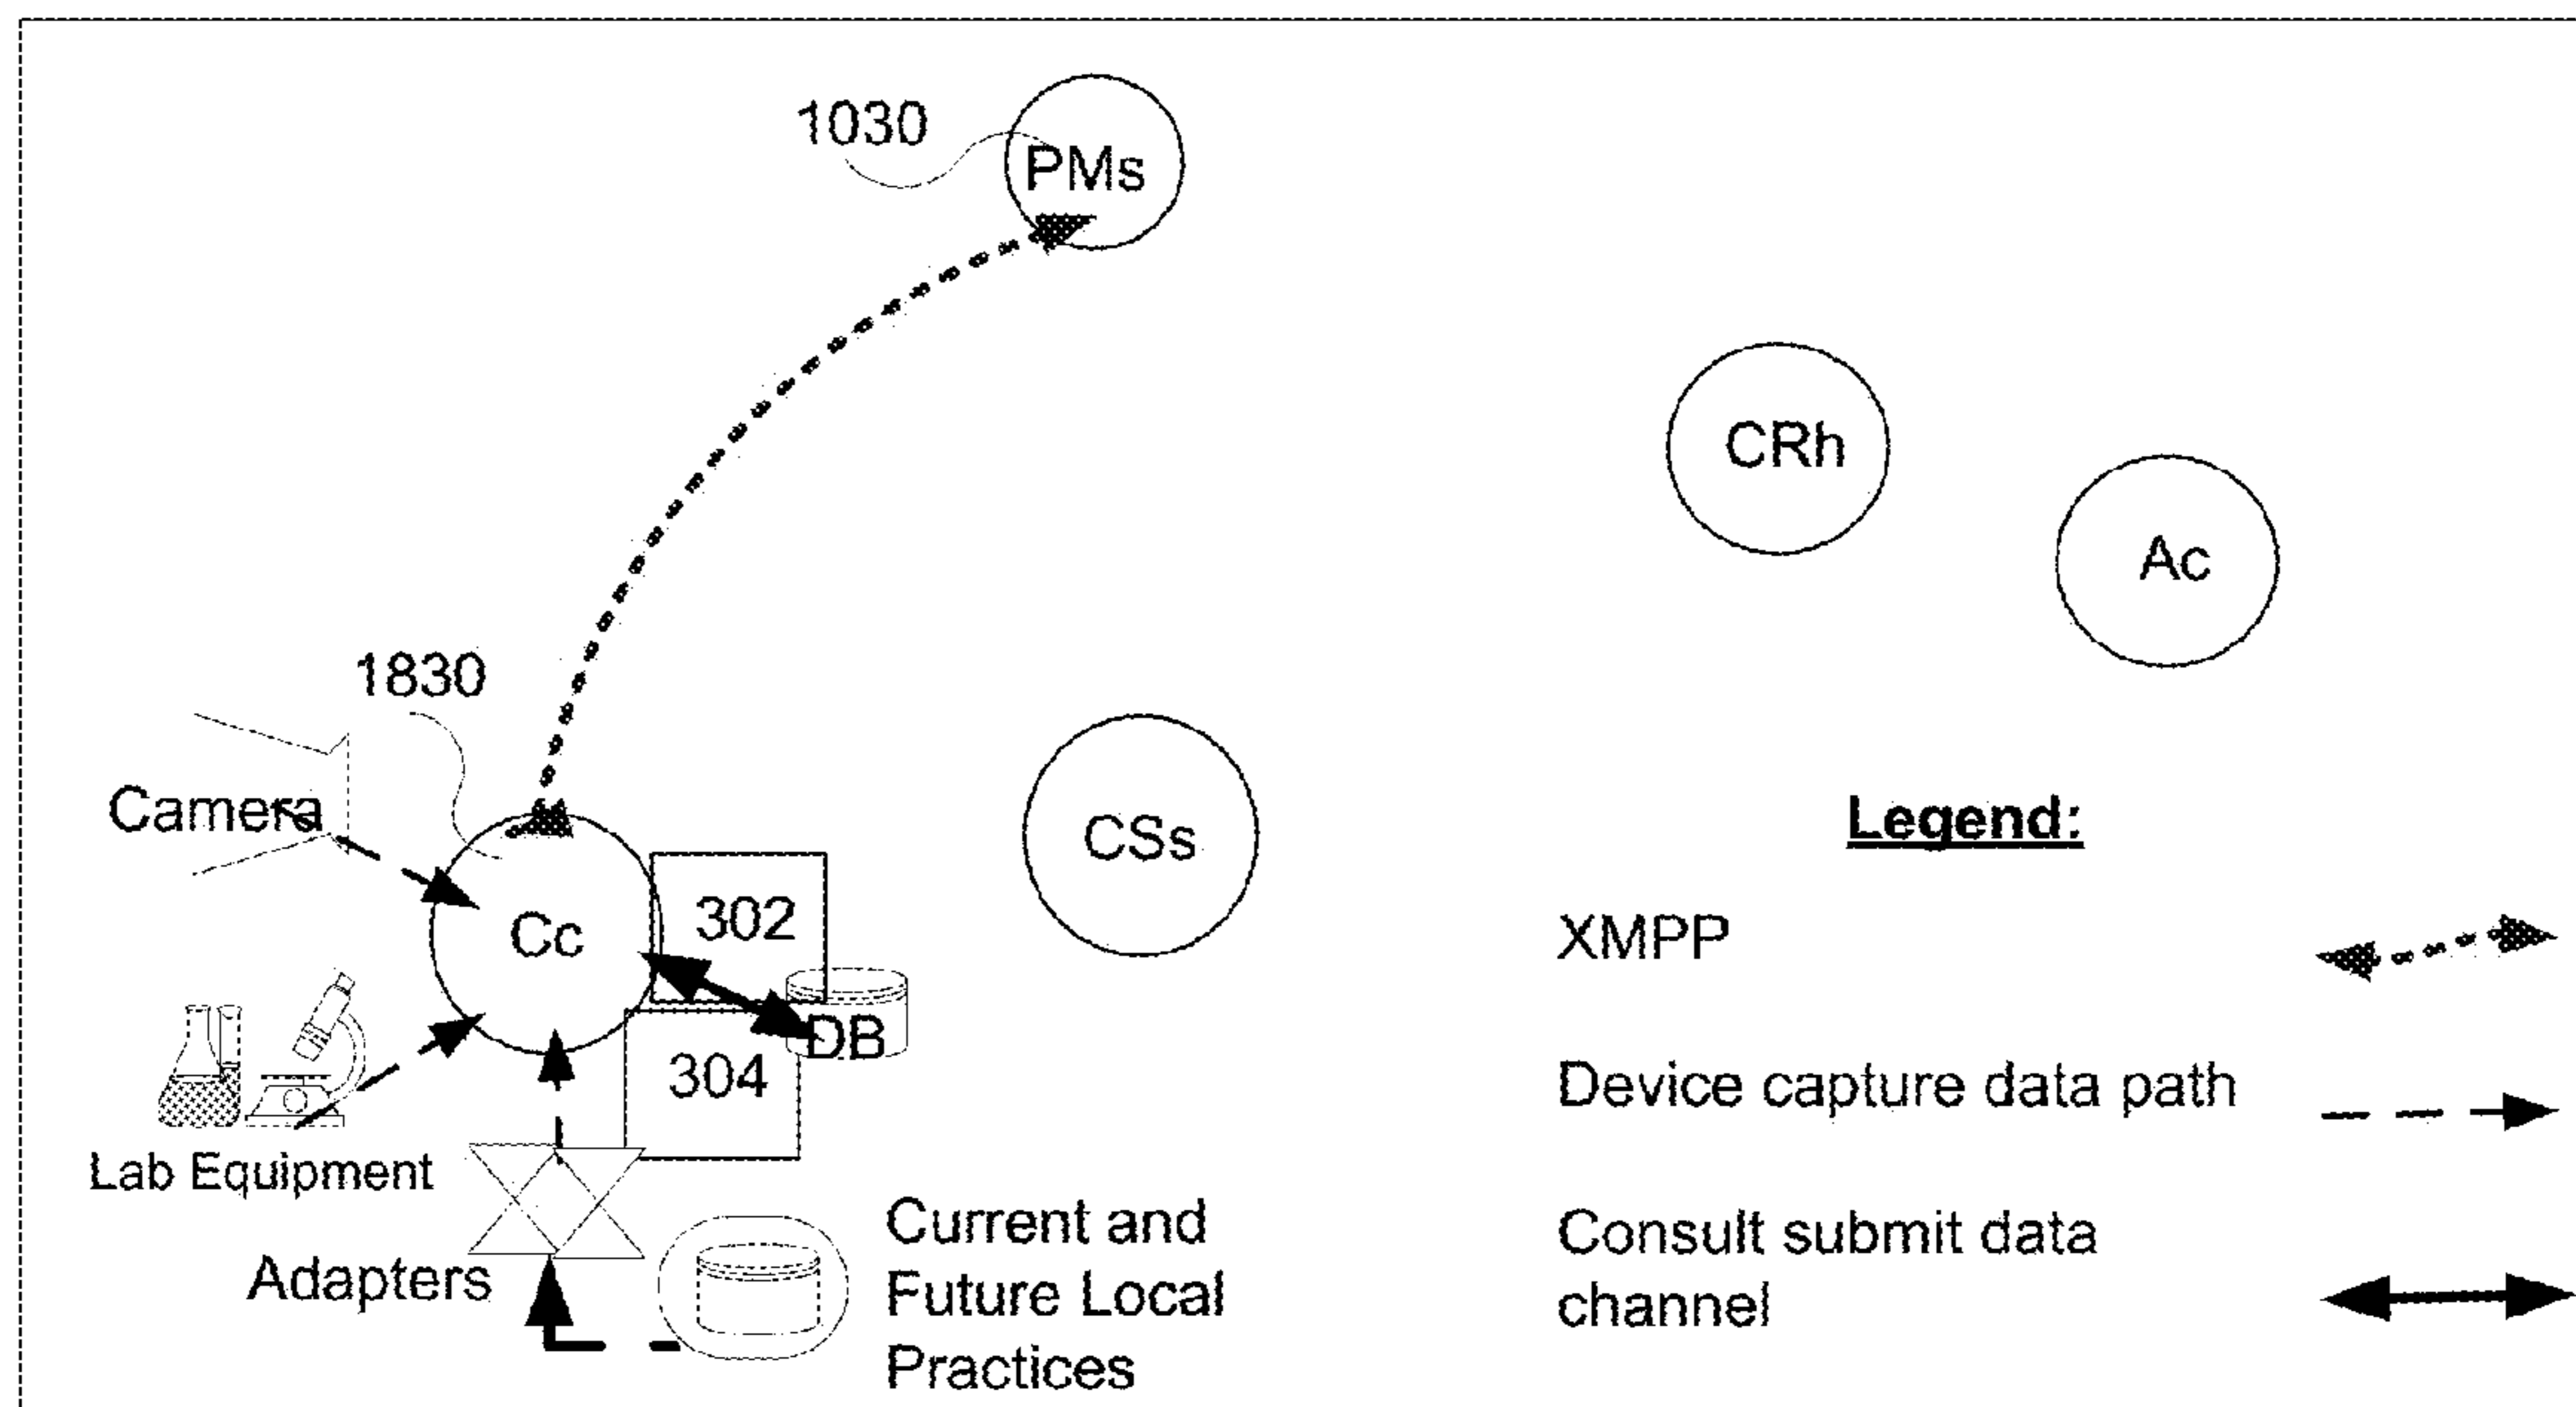 1030
PMs
CRh
Ac
1830
Camera
CSs
Legend:
Cc
302
XMPP
DB
304
Device capture data path
Lab Equipment
Adapters
Current and
Future Local
Practices
Consult submit data
channel